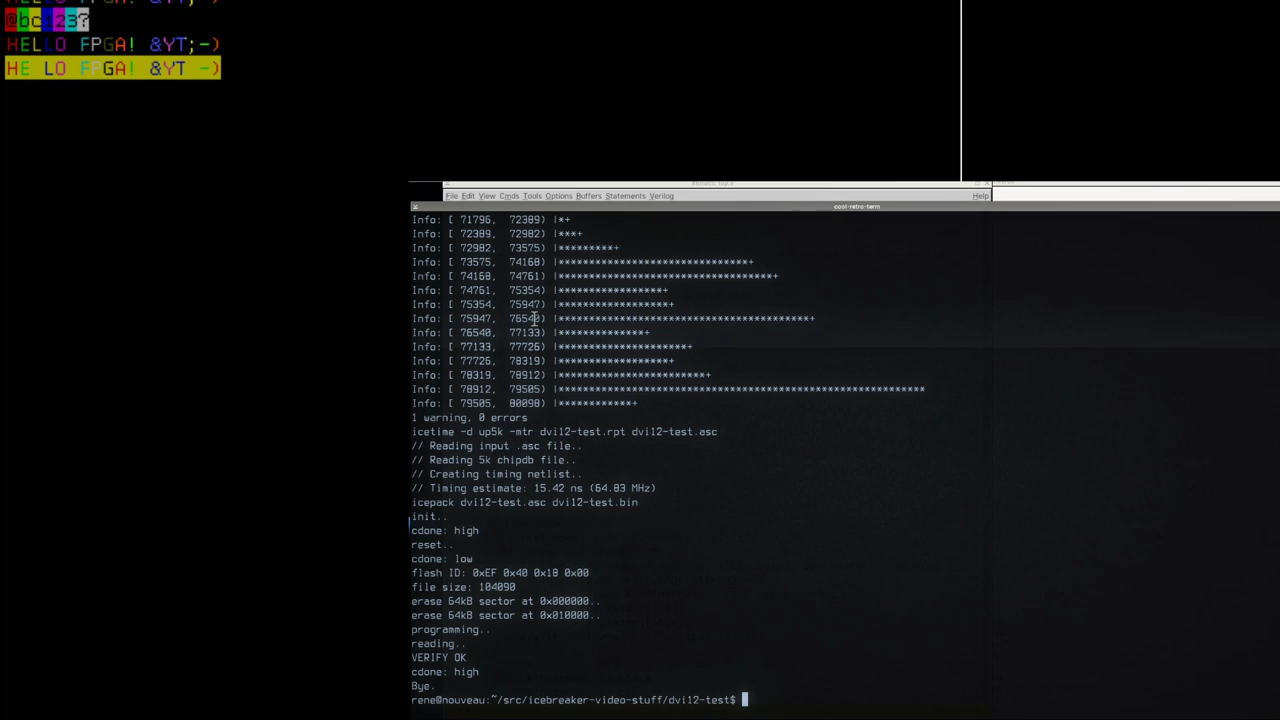 @bc123?
HELLO FPGA! &YT;-)
HE LO FPGA! &YT -)
File Edit View Cmds Tools Options Buffers Statements Verilog Help
cool-retro-term
Info: [ 71796, 72389) |*+
Info: [ 72389, 72982) |***+
Info: [ 72982, 73575) |*********+
Info: [ 73575, 74168) |*******************************+
Info: [ 74168, 74761) |***********************************+
Info: [ 74761, 75354) |*****************+
Info: [ 75354, 75947) |******************+
Info: [ 75947, 76540) |*****************************************+
Info: [ 76540, 77133) |**************+
Info: [ 77133, 77726) |*********************+
Info: [ 77726, 78319) |******************+
Info: [ 78319, 78912) |************************+
Info: [ 78912, 79505) |************************************************************
Info: [ 79505, 80098) |************+
1 warning, 0 errors
icetime -d up5k -mtr dvi12-test.rpt dvi12-test.asc
// Reading input .asc file..
// Reading 5k chipdb file..
// Creating timing netlist..
// Timing estimate: 15.42 ns (64.83 MHz)
icepack dvi12-test.asc dvi12-test.bin
init..
cdone: high
reset..
cdone: low
flash ID: 0xEF 0x40 0x18 0x00
file size: 104090
erase 64kB sector at 0x000000..
erase 64kB sector at 0x010000..
programming..
reading..
VERIFY OK
cdone: high
Bye.
rene@nouveau:~/src/icebreaker-video-stuff/dvi12-test$